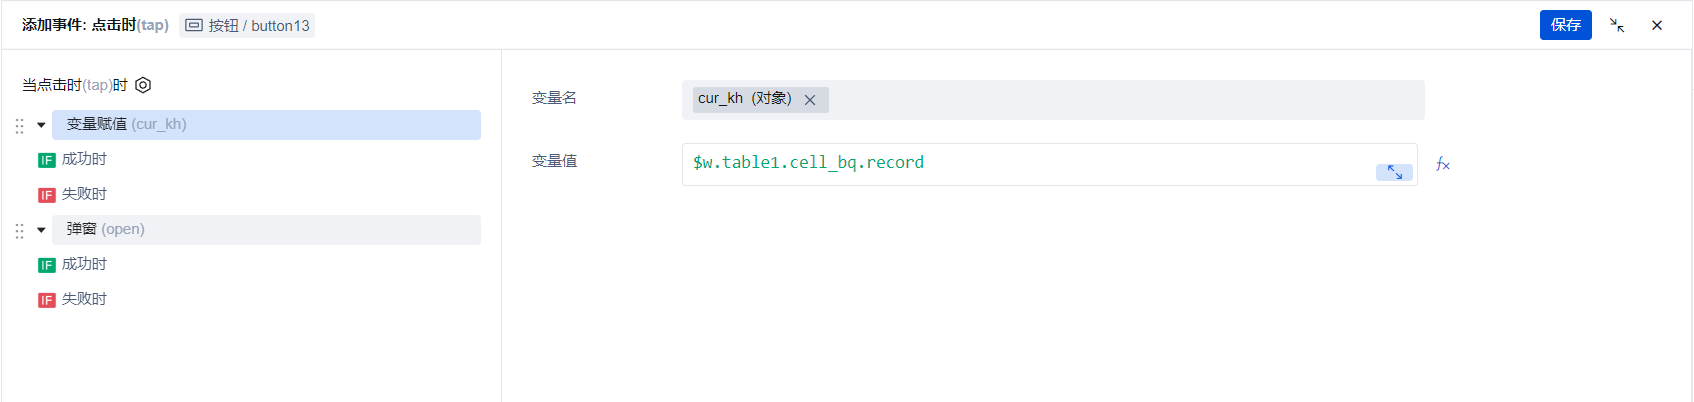 添加事件: 点击时(tap) 按钮 / button13 保存
当点击时(tap)时
变量赋值 (cur_kh)
IF 成功时
IF 失败时
弹窗 (open)
IF 成功时
IF 失败时
变量名 cur_kh (对象)
变量值 $w.table1.cell_bq.record fx